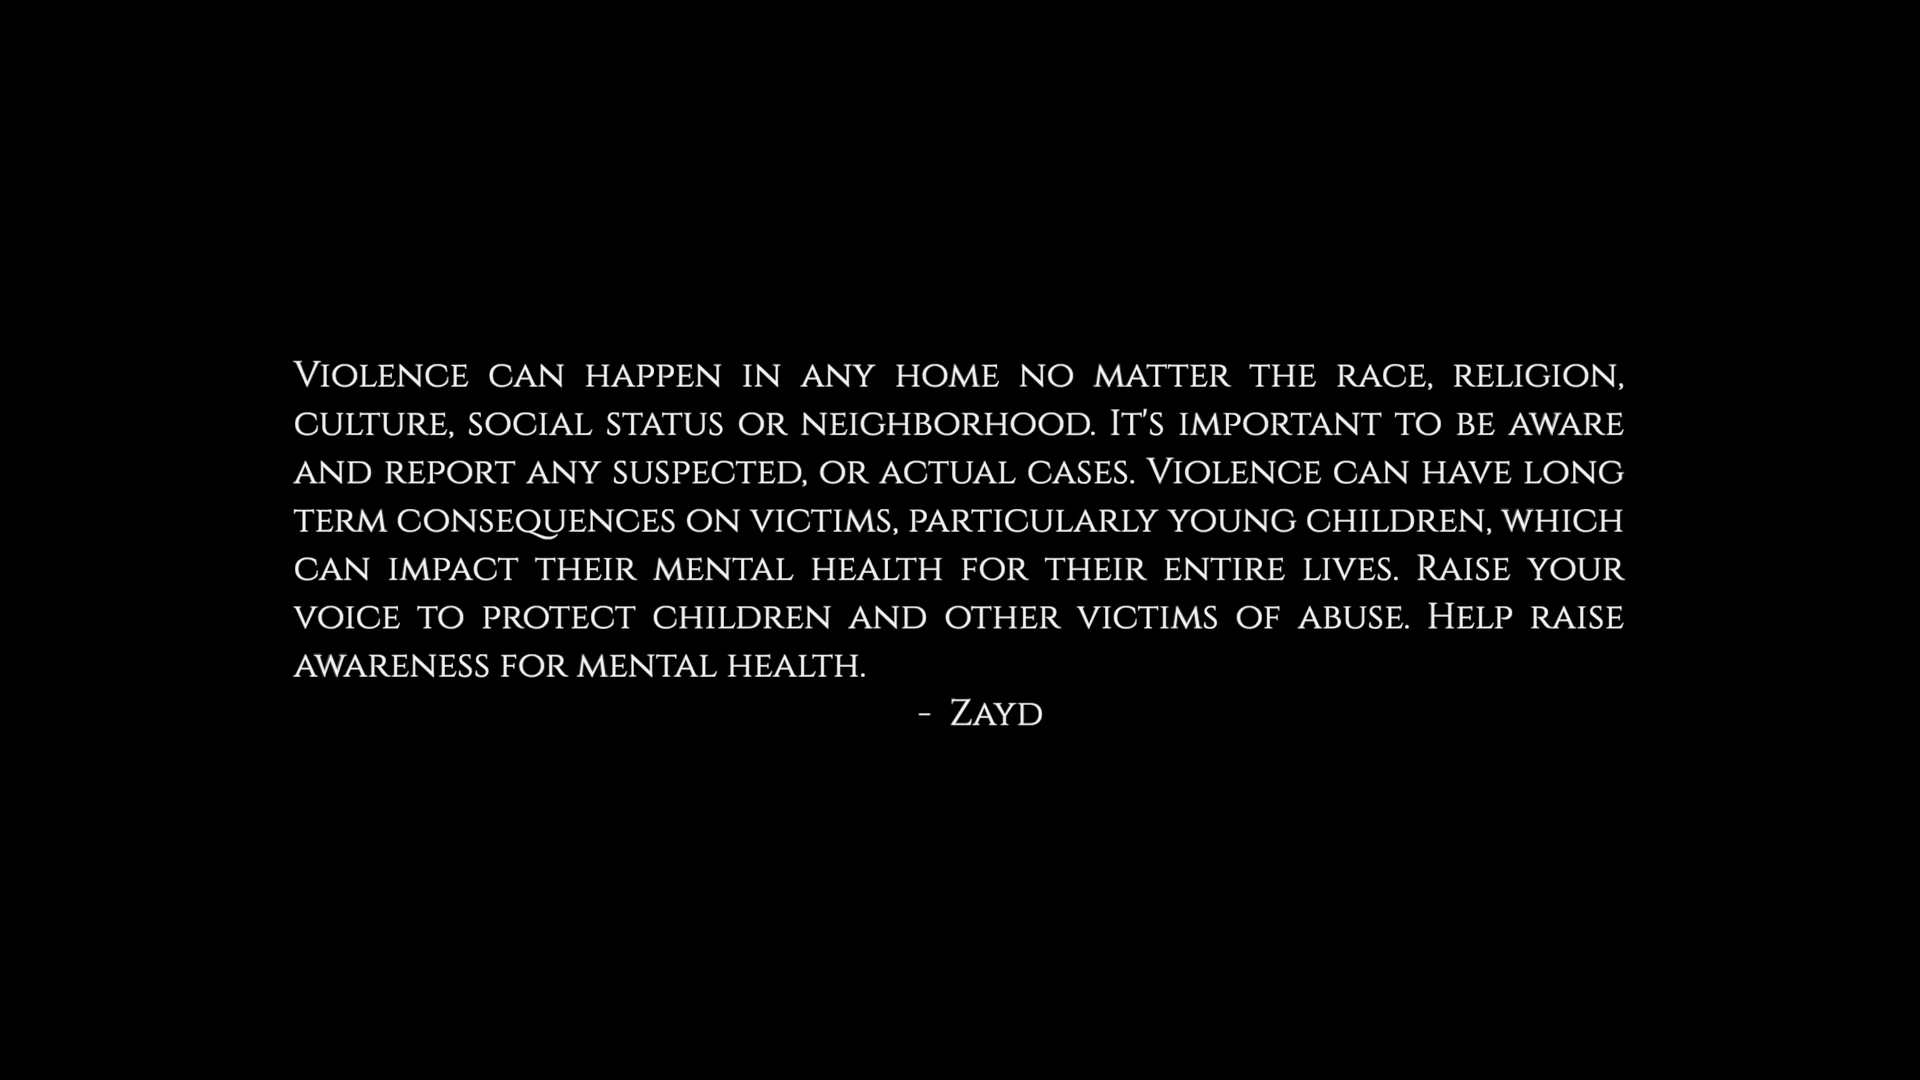 Violence can happen in any home no matter the race, religion,
culture, social status or neighborhood. It's important to be aware
and report any suspected, or actual cases. Violence can have long
term consequences on victims, particularly young children, which
can impact their mental health for their entire lives. Raise your
voice to protect children and other victims of abuse. Help raise
awareness for mental health.
- Zayd